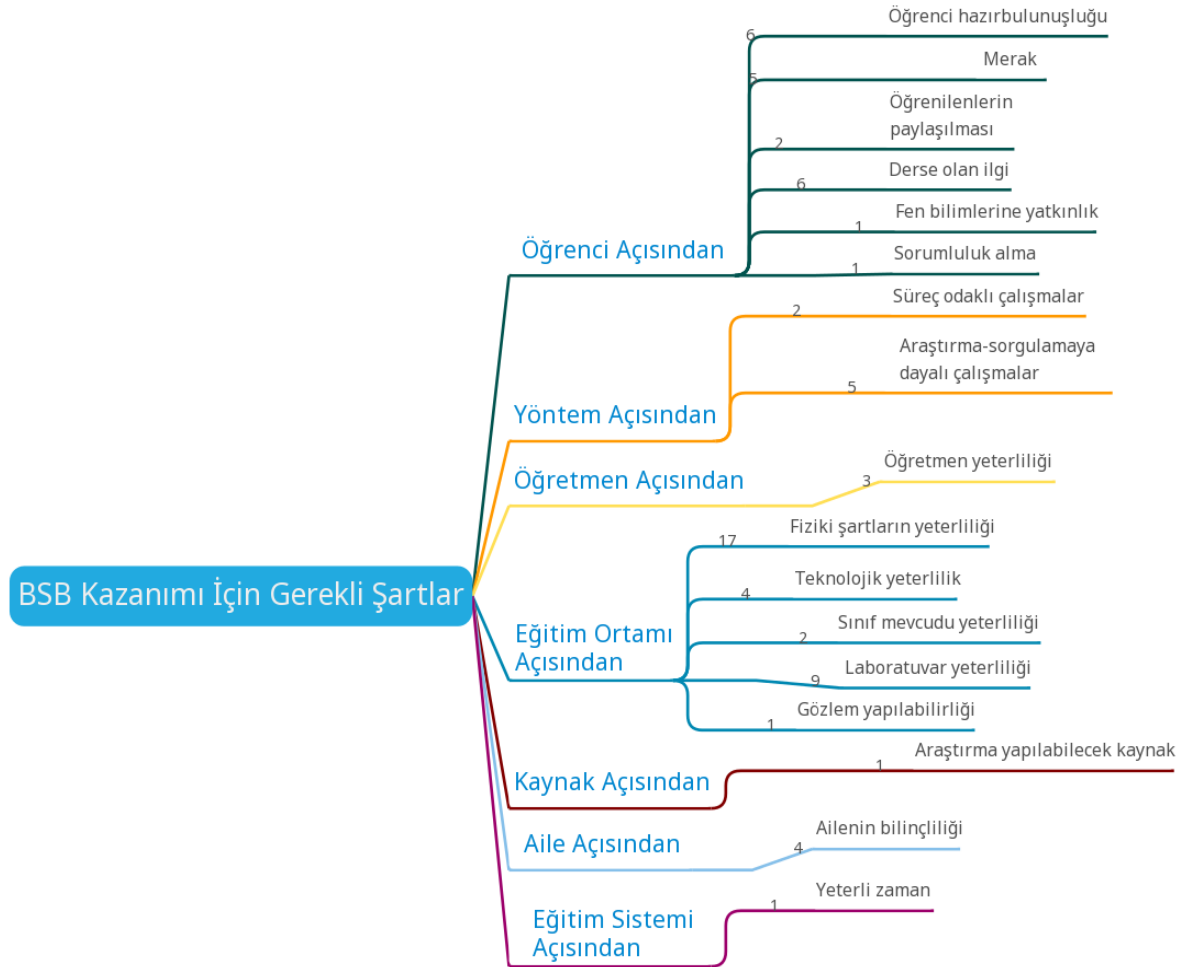 Öğrenci hazırbulunuşluğu
6
Merak
5
Öğrenilenlerin
paylaşılması
2
Derse olan ilgi
6
Fen bilimlerine yatkınlık
1
Öğrenci Açısından
Sorumluluk alma
1
Süreç odaklı çalışmalar
2
Araştırma-sorgulamaya
dayalı çalışmalar
5
Yöntem Açısından
Öğretmen yeterliliği
3
Öğretmen Açısından
Fiziki şartların yeterliliği
17
Teknolojik yeterlilik
4
BSB Kazanımı İçin Gerekli Şartlar
Sınıf mevcudu yeterliliği
2
Eğitim Ortamı
Açısından
Laboratuvar yeterliliği
9
Gözlem yapılabilirliği
1
Araştırma yapılabilecek kaynak
1
Kaynak Açısından
Ailenin bilinçliliği
4
Aile Açısından
Yeterli zaman
1
Eğitim Sistemi
Açısından